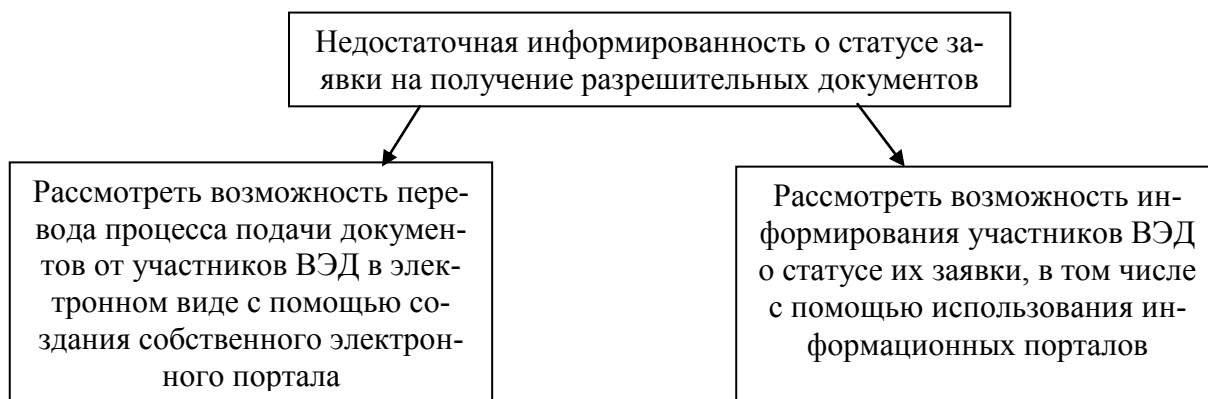 Недостаточная информированность о статусе за-
явки на получение разрешительных документов
Рассмотреть возможность пере-
вода процесса подачи докумен-
тов от участников ВЭД в элек-
тронном виде с помощью со-
здания собственного электрон-
ного портала
Рассмотреть возможность ин-
формирования участников ВЭД
о статусе их заявки, в том числе
с помощью использования ин-
формационных порталов